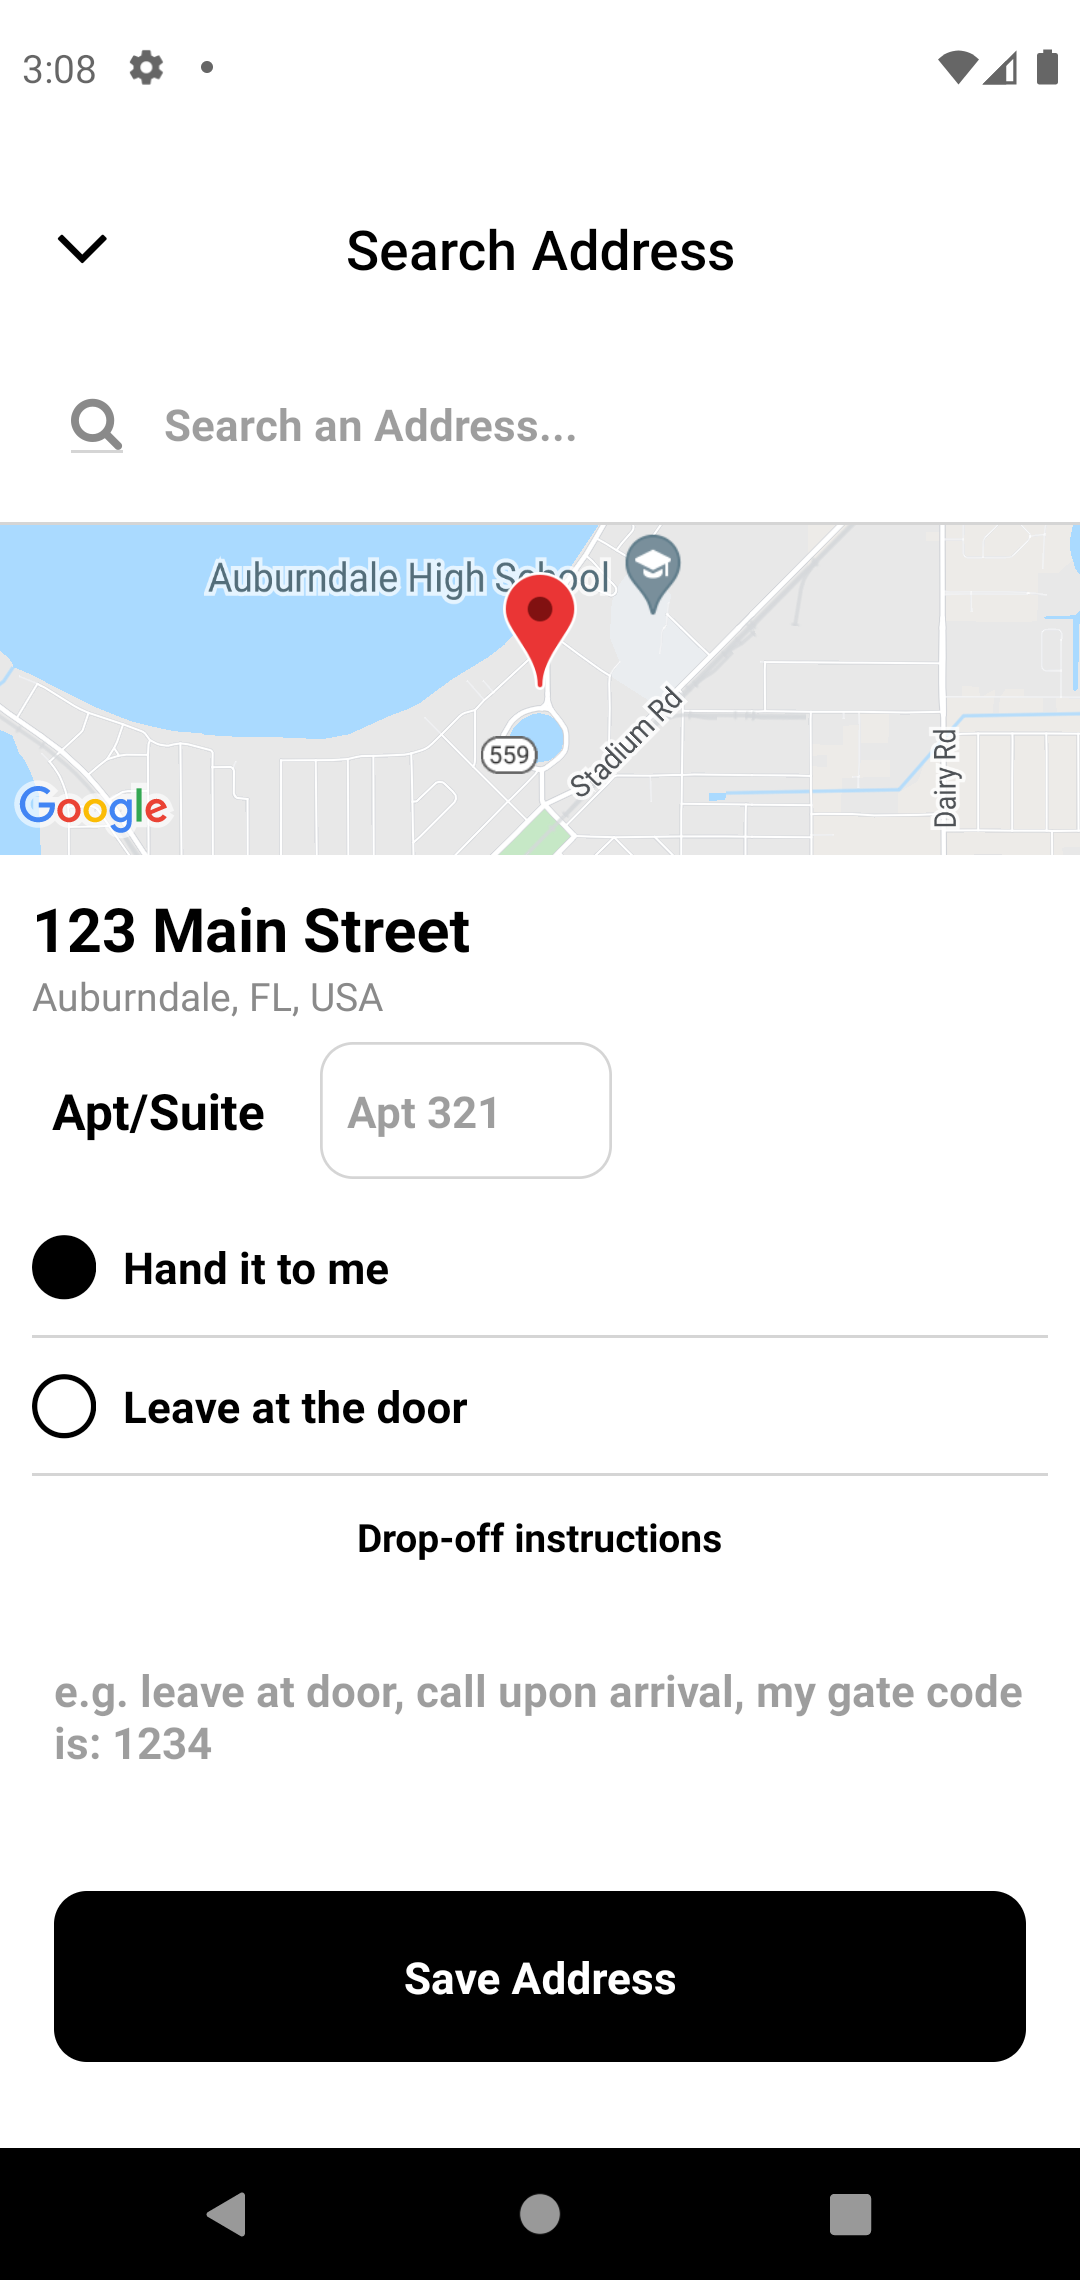 3:08
Search Address
Search an Address...
Auburndale High School
559
Stadium Rd
Dairy Rd
Google
123 Main Street
Auburndale, FL, USA
Apt/Suite
Apt 321
Hand it to me
Leave at the door
Drop-off instructions
e.g. leave at door, call upon arrival, my gate code
is: 1234
Save Address